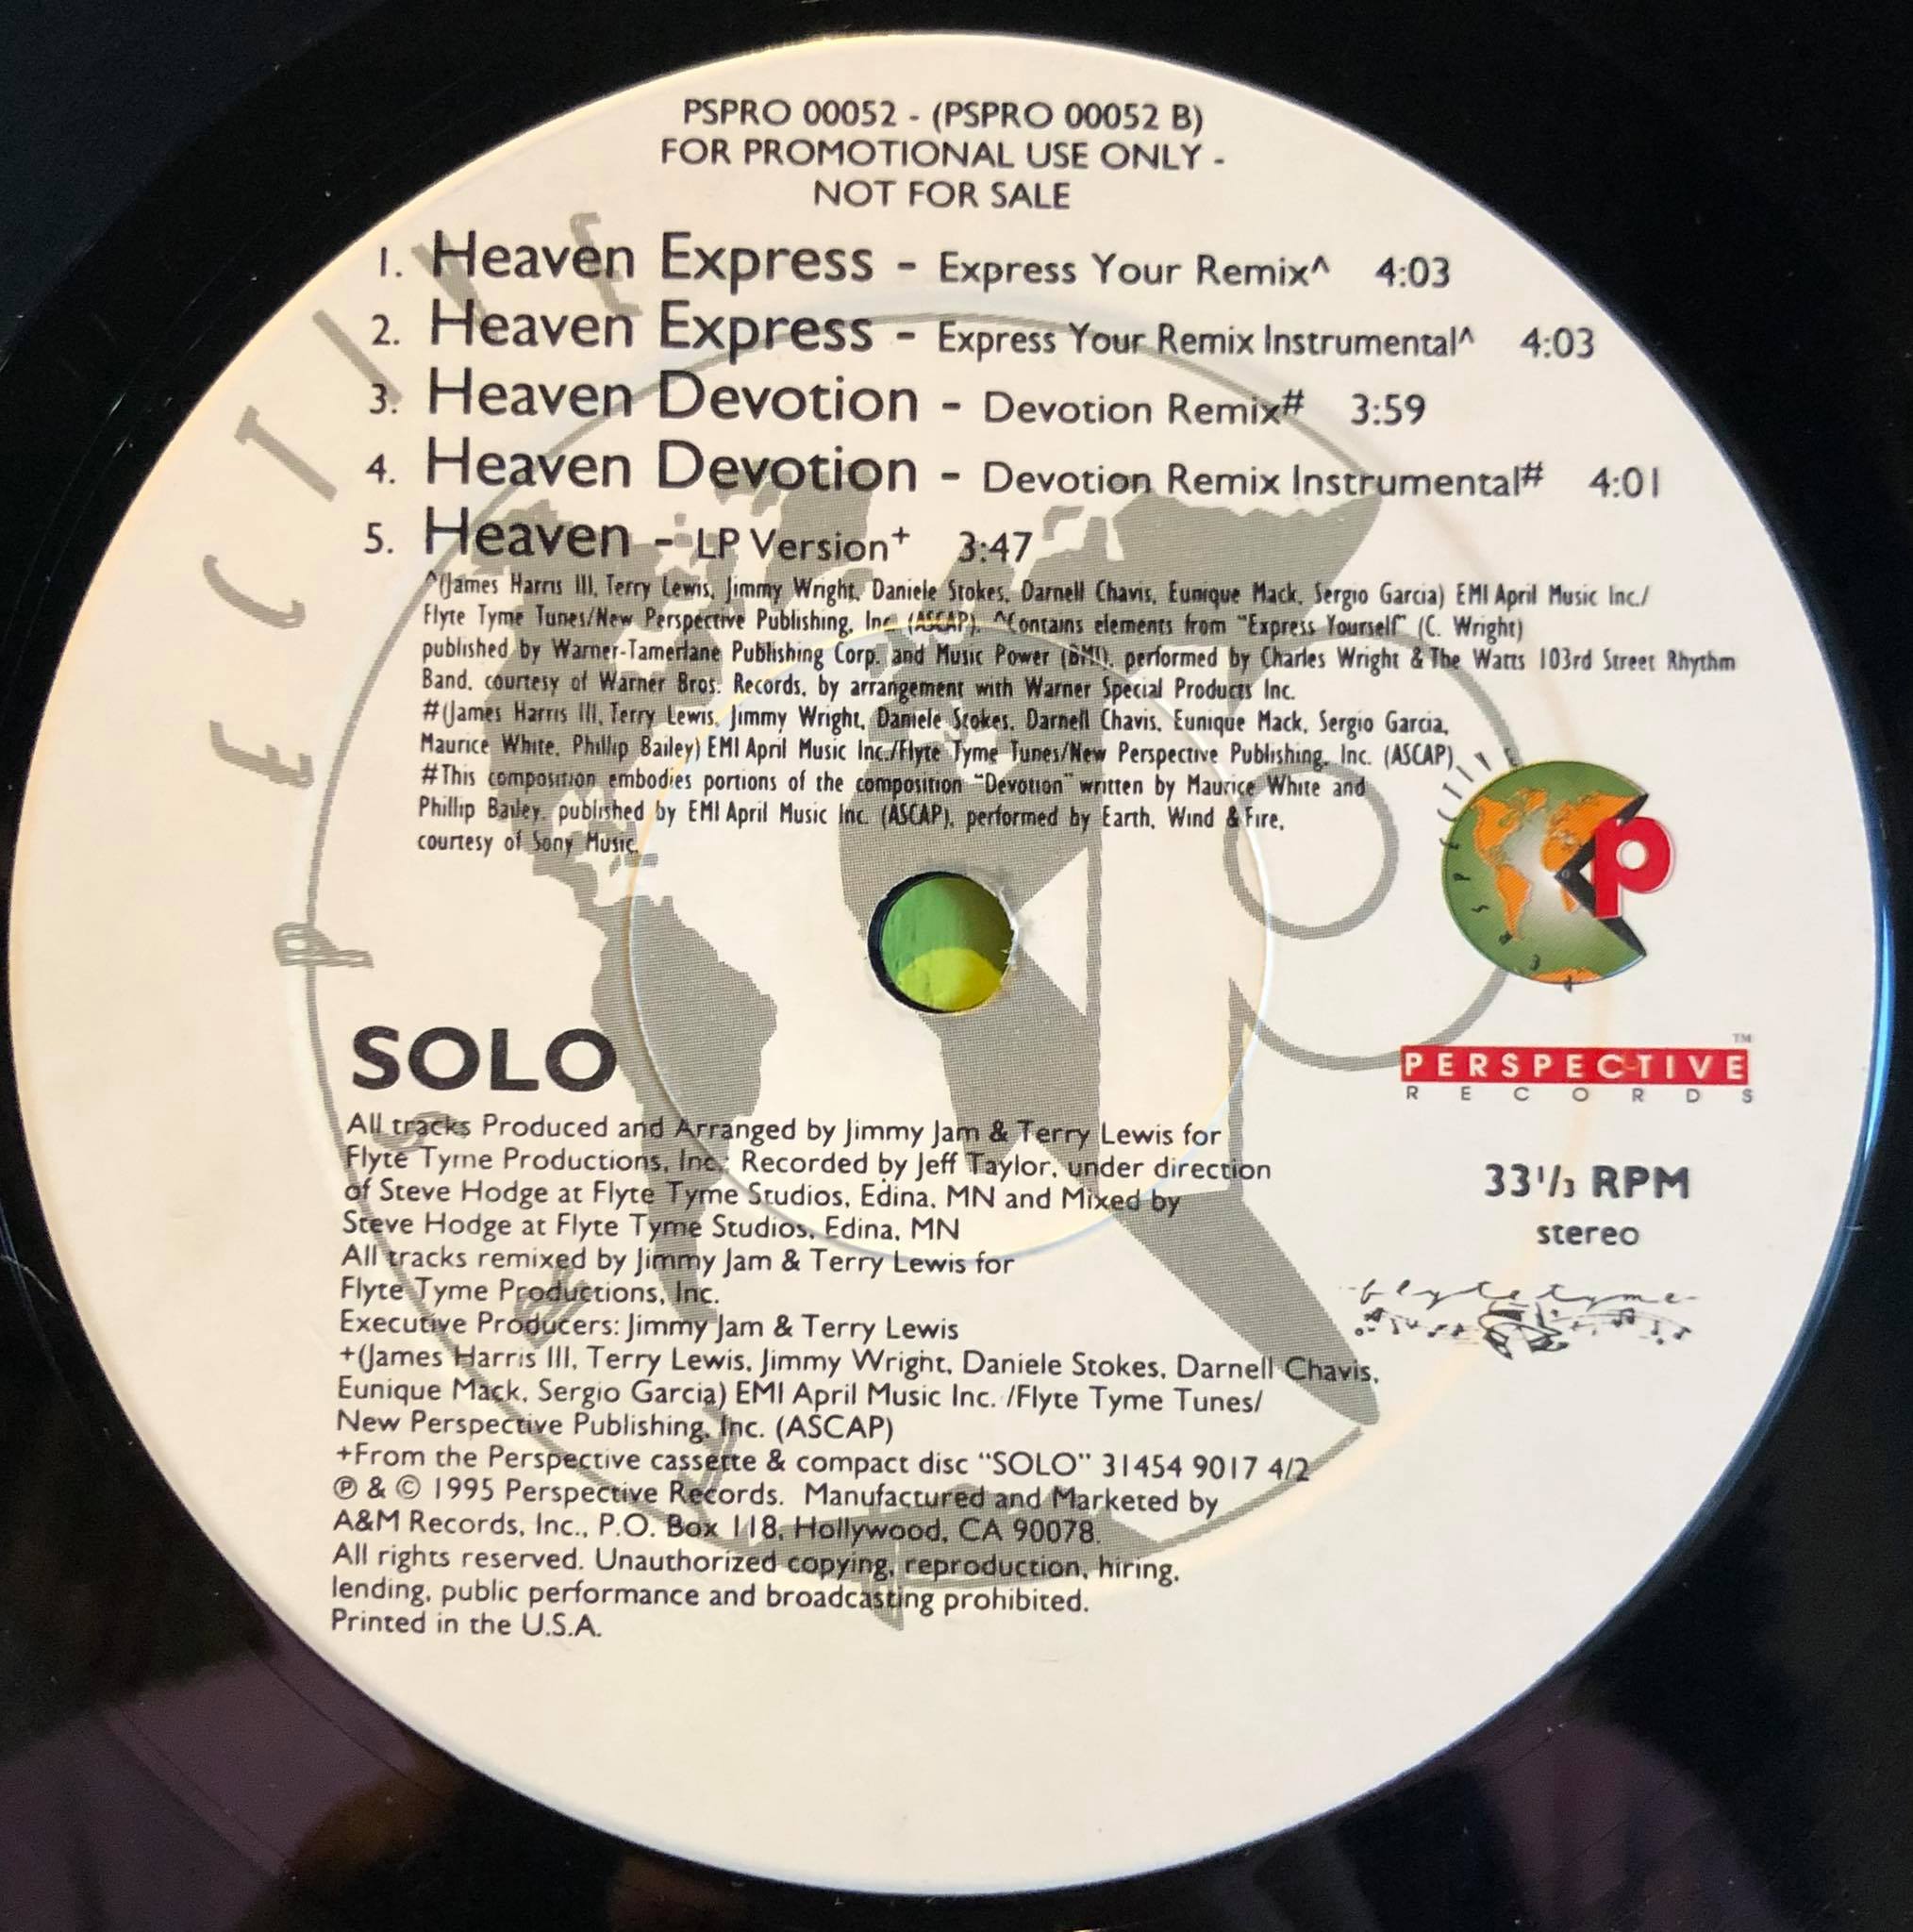 PSPRO 00052 - (PSPRO 00052 B)
FOR PROMOTIONAL USE ONLY -
NOT FOR SALE
1. Heaven Express - Express Your Remix^ 4:03
2. Heaven Express - Express Your Remix Instrumental^ 4:03
3. Heaven Devotion - Devotion Remix# 3:59
4. Heaven Devotion - Devotion Remix Instrumental# 4:01
5. Heaven - LP Version+ 3:47
^(James Harris III, Terry Lewis, Jimmy Wright, Daniele Stokes, Darnell Chavis, Eunique Mack, Sergio Garcia) EMI April Music Inc./
Flyte Tyme Tunes/New Perspective Publishing, Inc (ASCAP). ^Contains elements from "Express Yourself" (C. Wright)
published by Warner-Tamerlane Publishing Corp. and Music Power (BMI), performed by Charles Wright & The Watts 103rd Street Rhythm
Band, courtesy of Warner Bros. Records, by arrangement with Warner Special Products Inc.
#(James Harris III, Terry Lewis, Jimmy Wright, Daniele Stokes, Darnell Chavis, Eunique Mack, Sergio Garcia,
Maurice White, Phillip Bailey) EMI April Music Inc./Flyte Tyme Tunes/New Perspective Publishing, Inc. (ASCAP)
#This composition embodies portions of the composition "Devotion" written by Maurice White and
Phillip Bailey, published by EMI April Music Inc. (ASCAP), performed by Earth, Wind & Fire,
courtesy of Sony Music.
PERSPECTIVE
P
PERSPECTIVE ™
RECORDS
33 1/3 RPM
stereo
flyte tyme
SOLO
All tracks Produced and Arranged by Jimmy Jam & Terry Lewis for
Flyte Tyme Productions, Inc.; Recorded by Jeff Taylor, under direction
of Steve Hodge at Flyte Tyme Studios, Edina, MN and Mixed by
Steve Hodge at Flyte Tyme Studios, Edina, MN
All tracks remixed by Jimmy Jam & Terry Lewis for
Flyte Tyme Productions, Inc.
Executive Producers: Jimmy Jam & Terry Lewis
+(James Harris III, Terry Lewis, Jimmy Wright, Daniele Stokes, Darnell Chavis,
Eunique Mack, Sergio Garcia) EMI April Music Inc. /Flyte Tyme Tunes/
New Perspective Publishing, Inc. (ASCAP)
+From the Perspective cassette & compact disc "SOLO" 31454 9017 4/2
℗ & © 1995 Perspective Records. Manufactured and Marketed by
A&M Records, Inc., P.O. Box 118, Hollywood, CA 90078.
All rights reserved. Unauthorized copying, reproduction, hiring,
lending, public performance and broadcasting prohibited.
Printed in the U.S.A.
PERSPECTIVE